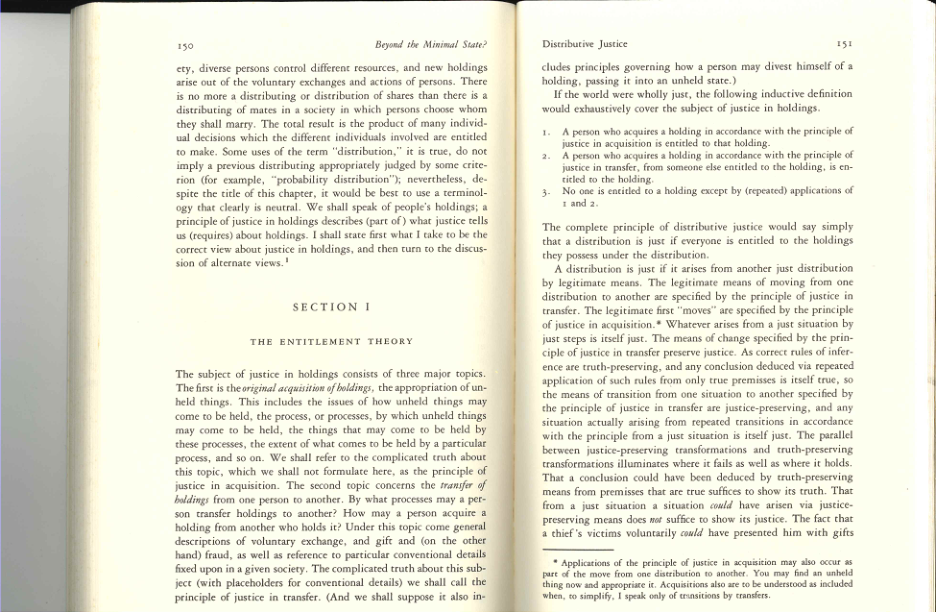 150
Beyond the Minimal State?
ety, diverse persons control different resources, and new holdings
arise out of the voluntary exchanges and actions of persons. There
is no more a distributing or distribution of shares than there is a
distributing of mates in a society in which persons choose whom
they shall marry. The total result is the product of many individ-
ual decisions which the different individuals involved are entitled
to make. Some uses of the term "distribution," it is true, do not
imply a previous distributing appropriately judged by some crite-
rion (for example, "probability distribution"); nevertheless, de-
spite the title of this chapter, it would be best to use a terminol-
ogy that clearly is neutral. We shall speak of people's holdings; a
principle of justice in holdings describes (part of) what justice tells
us (requires) about holdings. I shall state first what I take to be the
correct view about justice in holdings, and then turn to the discus-
sion of alternate views.¹
SECTION I
THE ENTITLEMENT THEORY
The subject of justice in holdings consists of three major topics.
The first is the original acquisition of holdings, the appropriation of un-
held things. This includes the issues of how unheld things may
come to be held, the process, or processes, by which unheld things
may come to be held, the things that may come to be held by
these processes, the extent of what comes to be held by a particular
process, and so on. We shall refer to the complicated truth about
this topic, which we shall not formulate here, as the principle of
justice in acquisition. The second topic concerns the transfer of
holdings from one person to another. By what processes may a per-
son transfer holdings to another? How may a person acquire a
holding from another who holds it? Under this topic come general
descriptions of voluntary exchange, and gift and (on the other
hand) fraud, as well as reference to particular conventional details
fixed upon in a given society. The complicated truth about this sub-
ject (with placeholders for conventional details) we shall call the
principle of justice in transfer. (And we shall suppose it also in-
Distributive Justice
151
cludes principles governing how a person may divest himself of a
holding, passing it into an unheld state.)
If the world were wholly just, the following inductive definition
would exhaustively cover the subject of justice in holdings.
1. A person who acquires a holding in accordance with the principle of
justice in acquisition is entitled to that holding.
2. A person who acquires a holding in accordance with the principle of
justice in transfer, from someone else entitled to the holding, is en-
titled to the holding.
3. No one is entitled to a holding except by (repeated) applications of
1 and 2.
The complete principle of distributive justice would say simply
that a distribution is just if everyone is entitled to the holdings
they possess under the distribution.
A distribution is just if it arises from another just distribution
by legitimate means. The legitimate means of moving from one
distribution to another are specified by the principle of justice in
transfer. The legitimate first "moves" are specified by the principle
of justice in acquisition.* Whatever arises from a just situation by
just steps is itself just. The means of change specified by the prin-
ciple of justice in transfer preserve justice. As correct rules of infer-
ence are truth-preserving, and any conclusion deduced via repeated
application of such rules from only true premisses is itself true, so
the means of transition from one situation to another specified by
the principle of justice in transfer are justice-preserving, and any
situation actually arising from repeated transitions in accordance
with the principle from a just situation is itself just. The parallel
between justice-preserving transformations and truth-preserving
transformations illuminates where it fails as well as where it holds.
That a conclusion could have been deduced by truth-preserving
means from premisses that are true suffices to show its truth. That
from a just situation a situation could have arisen via justice-
preserving means does not suffice to show its justice. The fact that
a thief's victims voluntarily could have presented him with gifts
* Applications of the principle of justice in acquisition may also occur as
part of the move from one distribution to another. You may find an unheld
thing now and appropriate it. Acquisitions also are to be understood as included
when, to simplify, I speak only of transitions by transfers.